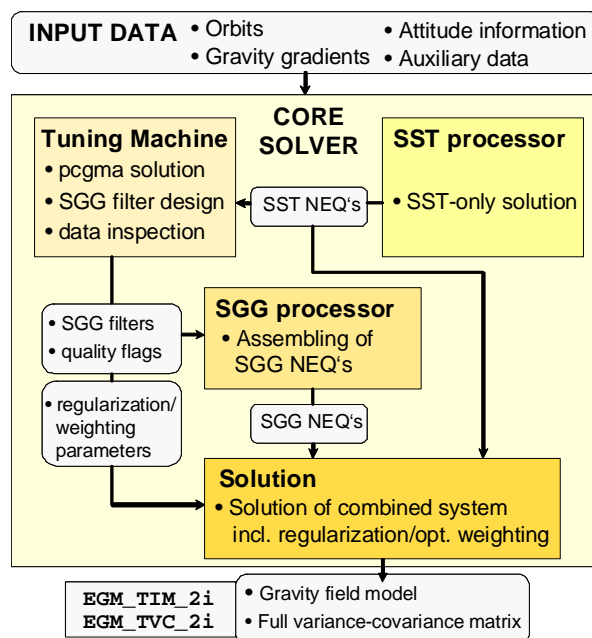 INPUT DATA
• Orbits
• Gravity gradients
• Attitude information
• Auxiliary data
CORE
SOLVER
Tuning Machine
• pcgma solution
• SGG filter design
• data inspection
SST NEQ‘s
SST processor
• SST-only solution
• SGG filters
• quality flags
SGG processor
• Assembling of
SGG NEQ‘s
• regularization/
weighting
parameters
SGG NEQ‘s
Solution
• Solution of combined system
incl. regularization/opt. weighting
EGM_TIM_2i
EGM_TVC_2i
• Gravity field model
• Full variance-covariance matrix